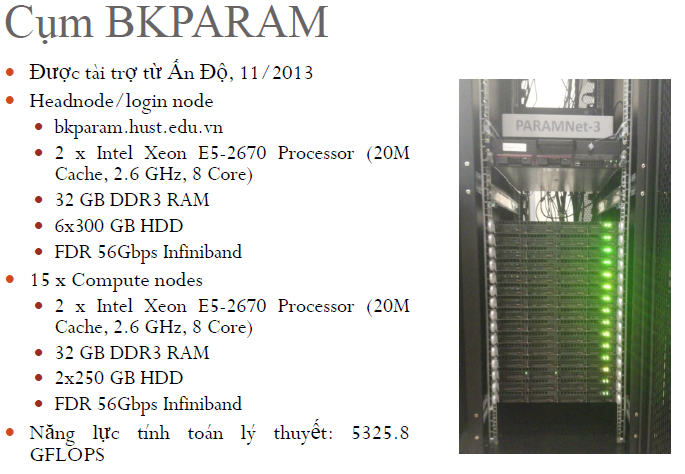 Cụm BKPARAM
Được tài trợ từ Ấn Độ, 11/2013
Headnode/login node
bkparam.hust.edu.vn
2 x Intel Xeon E5-2670 Processor (20M
Cache, 2.6 GHz, 8 Core)
32 GB DDR3 RAM
6x300 GB HDD
FDR 56Gbps Infiniband
15 x Compute nodes
2 x Intel Xeon E5-2670 Processor (20M
Cache, 2.6 GHz, 8 Core)
32 GB DDR3 RAM
2x250 GB HDD
FDR 56Gbps Infiniband
Năng lực tính toán lý thuyết: 5325.8
GFLOPS
PARAMNet-3